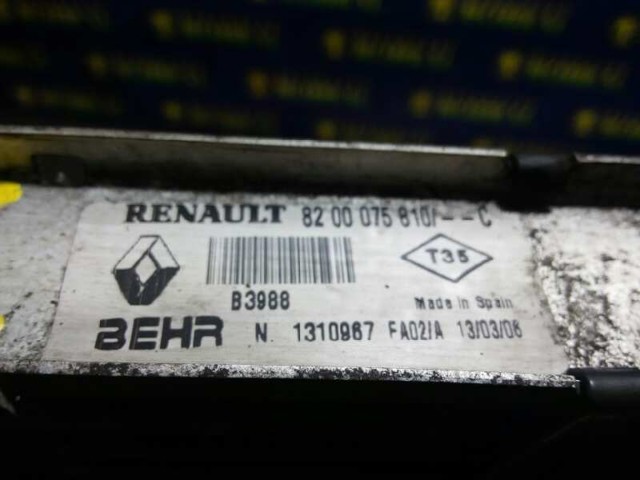 RENAULT 82 00 075 810/--C
T35
B3988
Made in Spain
BEHR N 1310967 FA02/A 13/03/06